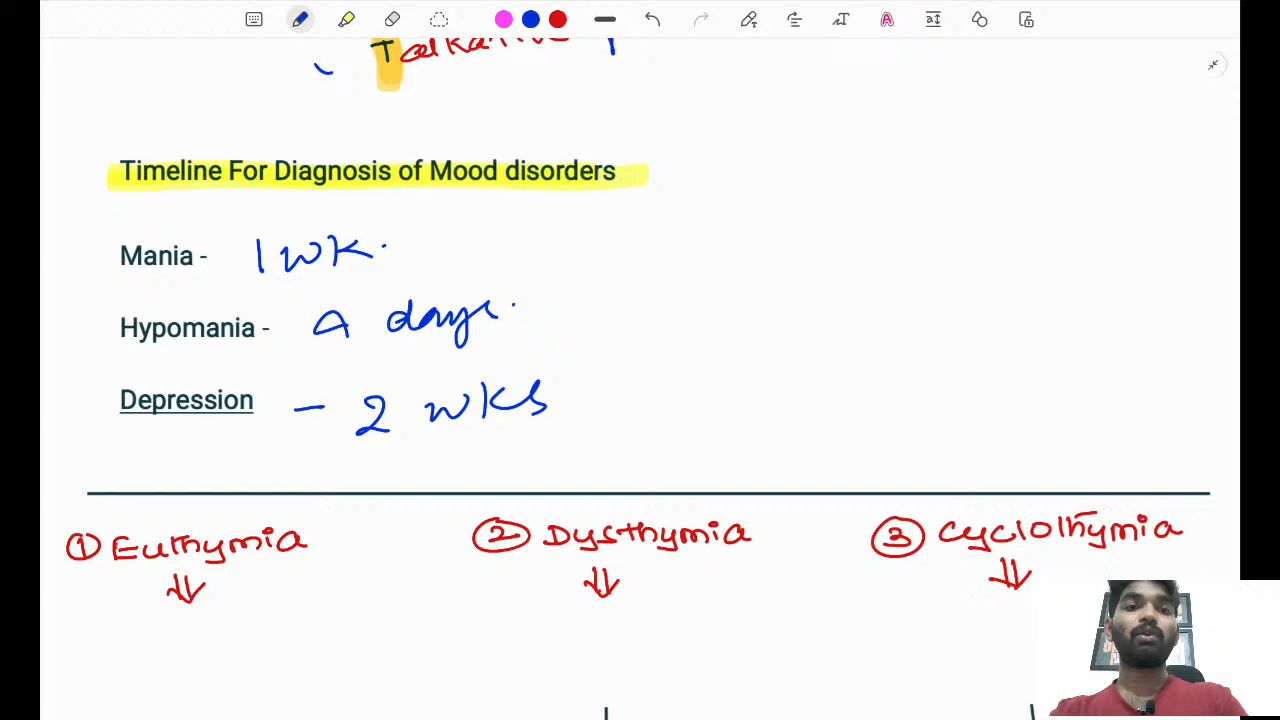 Talkative
Timeline For Diagnosis of Mood disorders
Mania - 1 wk.
Hypomania - 4 days.
Depression - 2 wks
① Euthymia ② Dysthymia ③ Cyclothymia